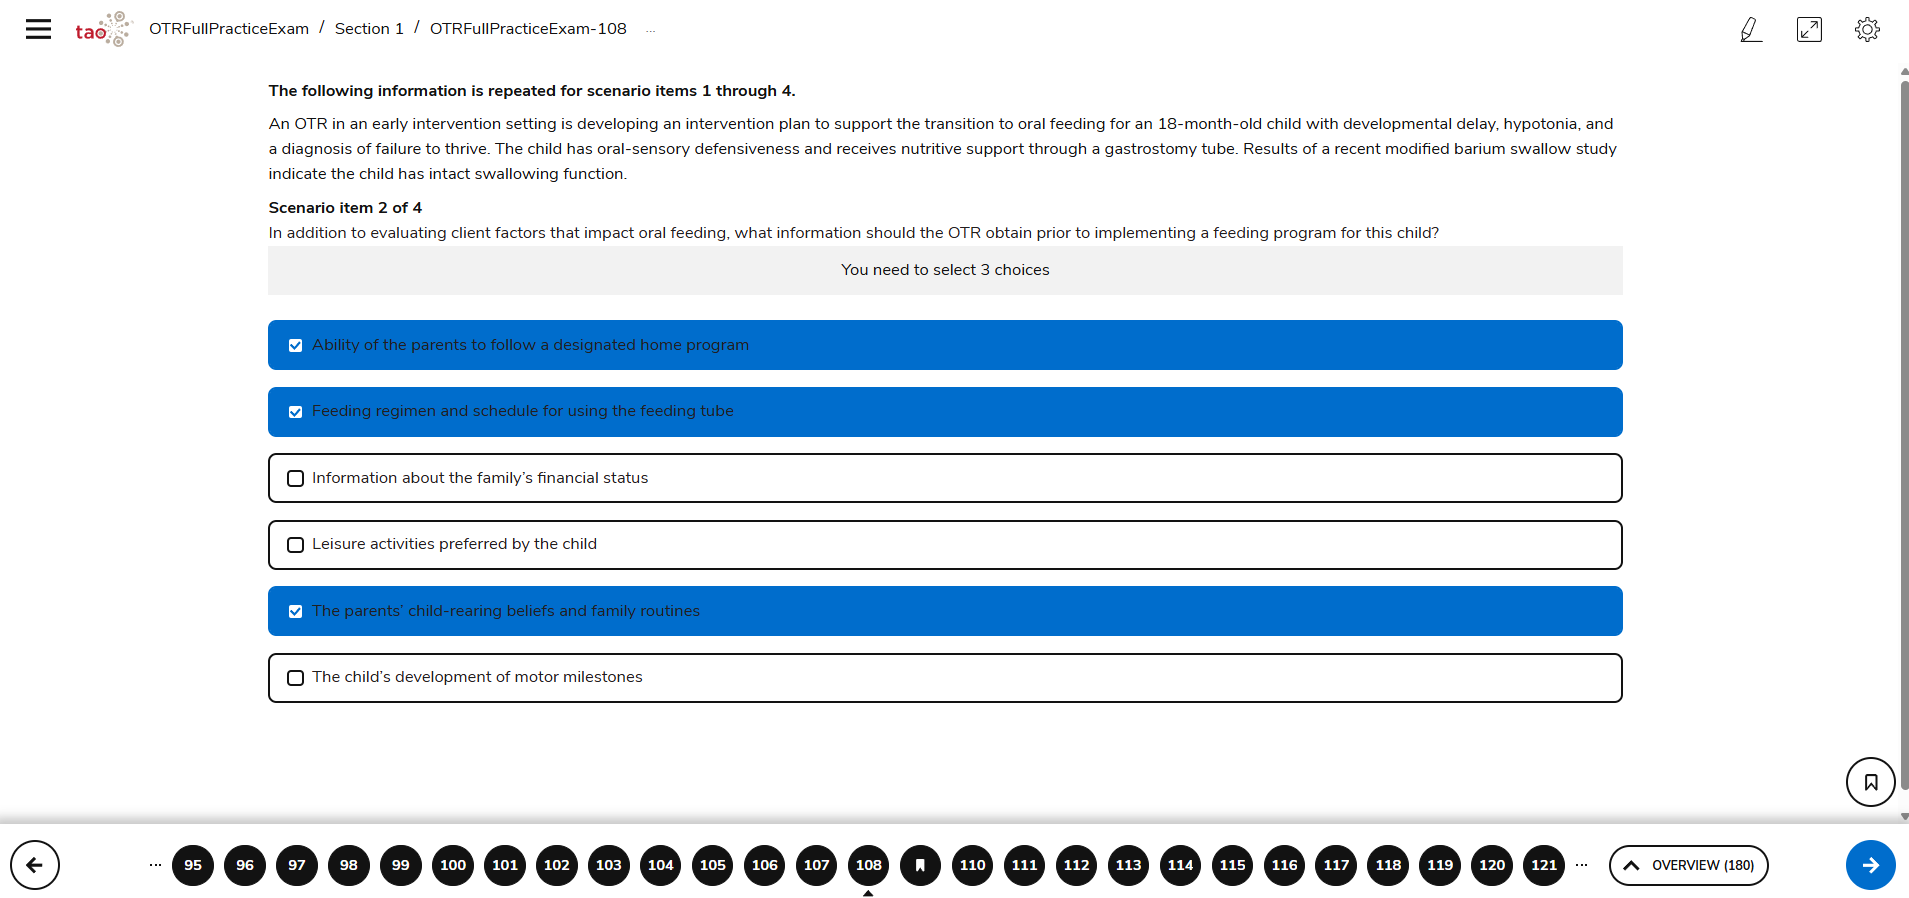 tao OTRFullPracticeExam / Section 1 / OTRFullPracticeExam-108 ...
The following information is repeated for scenario items 1 through 4.
An OTR in an early intervention setting is developing an intervention plan to support the transition to oral feeding for an 18-month-old child with developmental delay, hypotonia, and
a diagnosis of failure to thrive. The child has oral-sensory defensiveness and receives nutritive support through a gastrostomy tube. Results of a recent modified barium swallow study
indicate the child has intact swallowing function.
Scenario item 2 of 4
In addition to evaluating client factors that impact oral feeding, what information should the OTR obtain prior to implementing a feeding program for this child?
You need to select 3 choices
Ability of the parents to follow a designated home program
Feeding regimen and schedule for using the feeding tube
Information about the family’s financial status
Leisure activities preferred by the child
The parents’ child-rearing beliefs and family routines
The child’s development of motor milestones
... 95 96 97 98 99 100 101 102 103 104 105 106 107 108 110 111 112 113 114 115 116 117 118 119 120 121 ... OVERVIEW (180)